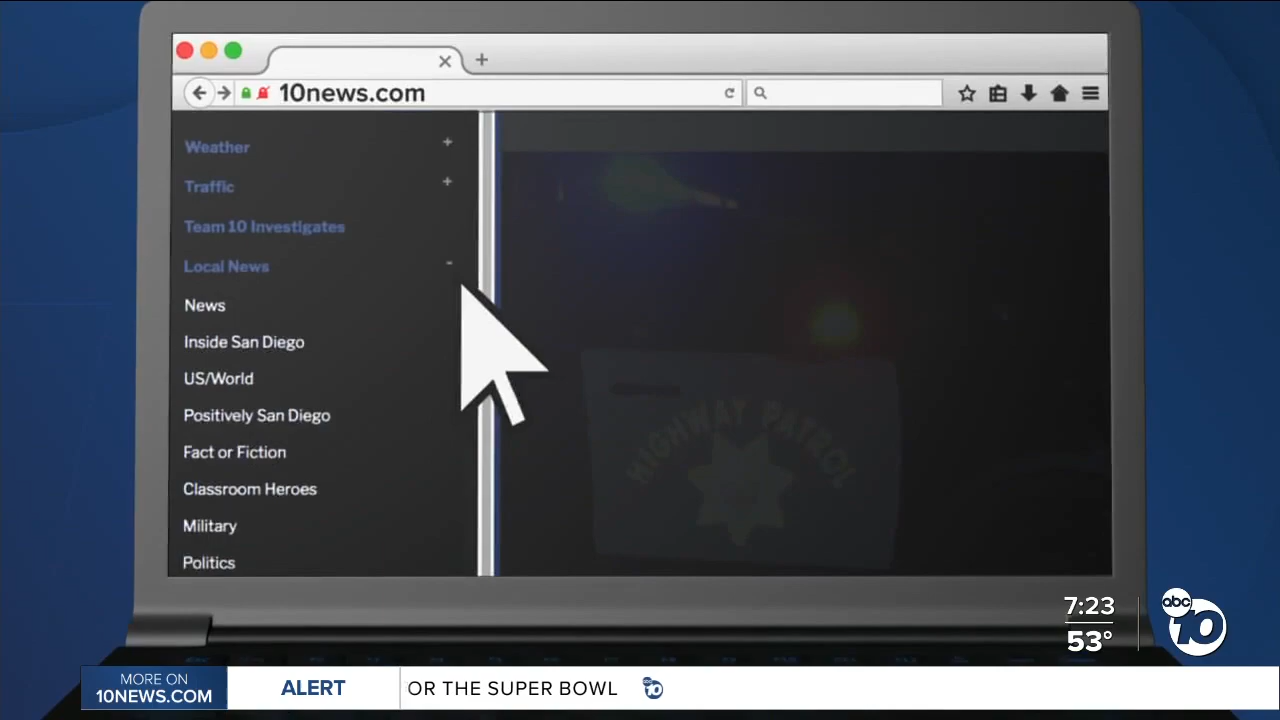 10news.com
Weather
Traffic
Team 10 Investigates
Local News
News
Inside San Diego
US/World
Positively San Diego
Fact or Fiction
Classroom Heroes
Military
Politics
HIGHWAY PATROL
7:23
53°
abc
10
MORE ON
10NEWS.COM
ALERT
OR THE SUPER BOWL
abc
10